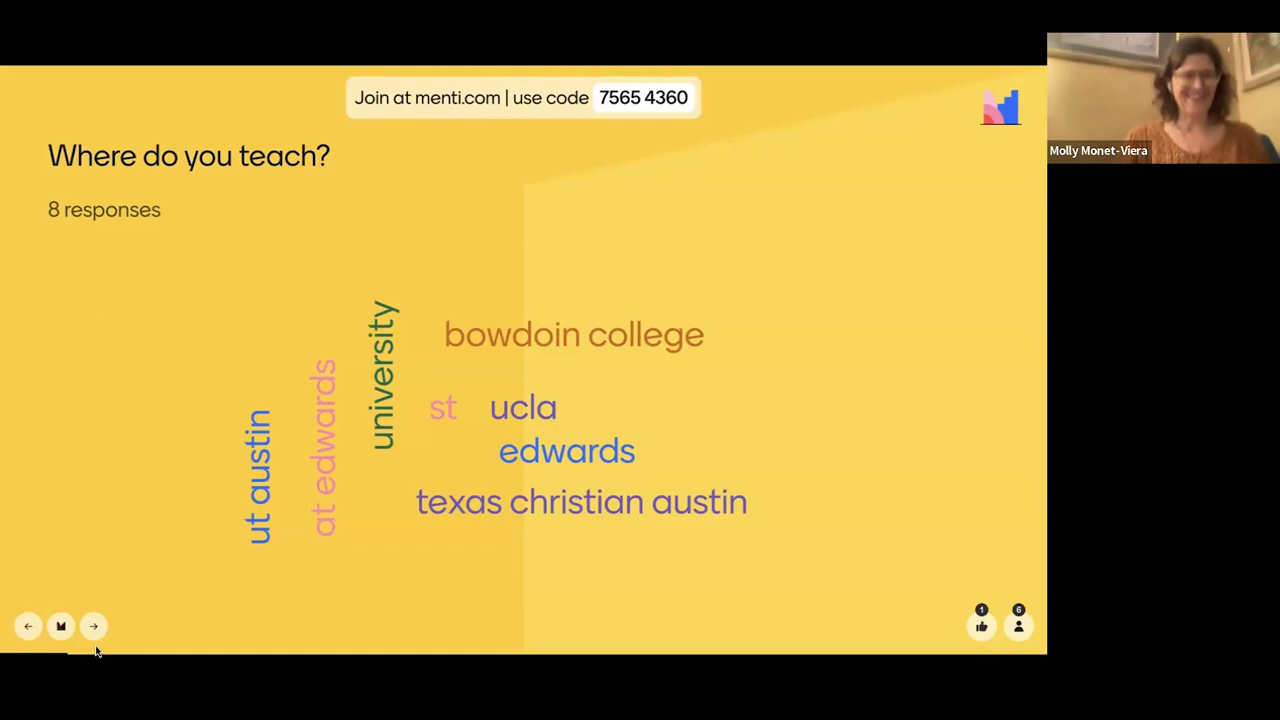 Join at menti.com | use code 7565 4360
Where do you teach?
8 responses
university
bowdoin college
at edwards
ut austin
st
ucla
edwards
texas christian austin
1
6
Molly Monet-Viera